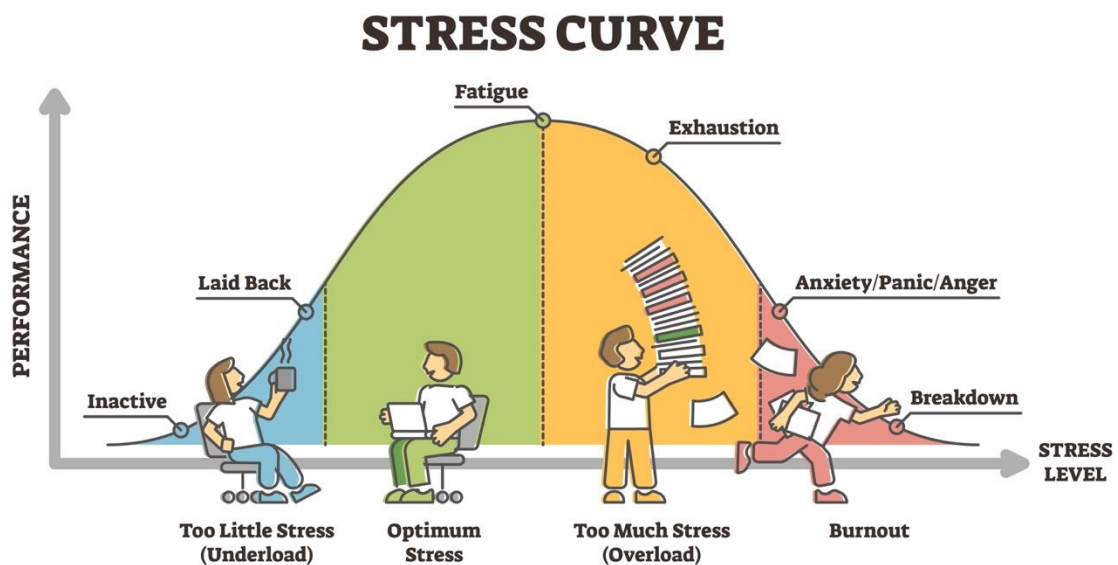 STRESS CURVE
Fatigue
Exhaustion
PERFORMANCE
Laid Back
Anxiety/Panic/Anger
Inactive
Breakdown
STRESS
LEVEL
Too Little Stress
(Underload)
Optimum
Stress
Too Much Stress
(Overload)
Burnout